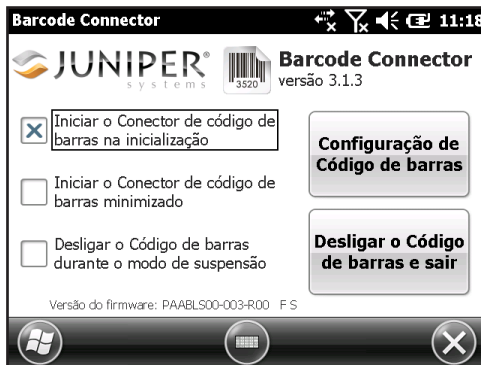 Barcode Connector
11:18
JUNIPER®
systems
3520
Barcode Connector
versão 3.1.3
Iniciar o Conector de código de
barras na inicialização
Configuração de
Código de barras
Iniciar o Conector de código de
barras minimizado
Desligar o Código de barras
durante o modo de suspensão
Desligar o Código
de barras e sair
Versão do firmware: PAABLS00-003-R00 F S